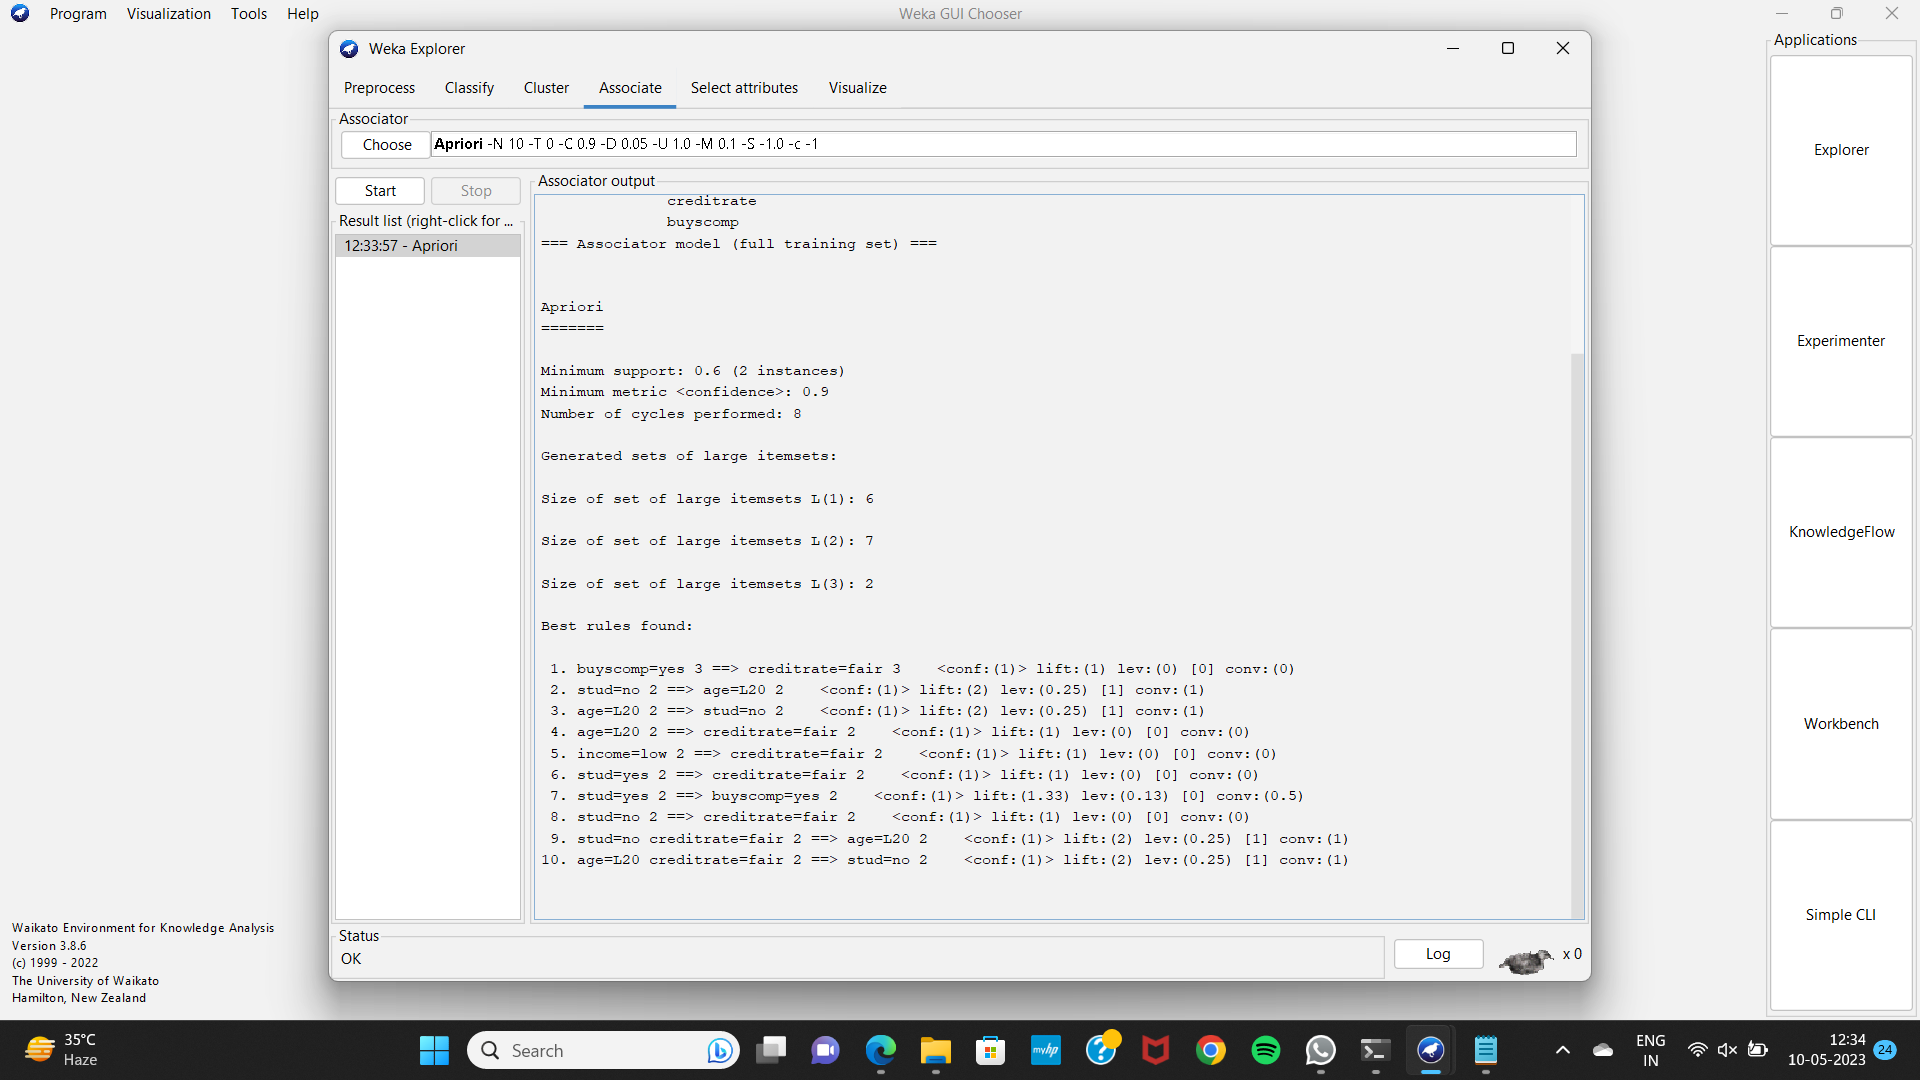 Program Visualization Tools Help
Weka GUI Chooser
Applications
Weka Explorer
Preprocess Classify Cluster Associate Select attributes Visualize
Associator
Choose
Apriori -N 10 -T 0 -C 0.9 -D 0.05 -U 1.0 -M 0.1 -S -1.0 -c -1
Start Stop
Result list (right-click for ...
12:33:57 - Apriori
Associator output
creditrate
buyscomp
=== Associator model (full training set) ===
Apriori
=======
Minimum support: 0.6 (2 instances)
Minimum metric <confidence>: 0.9
Number of cycles performed: 8
Generated sets of large itemsets:
Size of set of large itemsets L(1): 6
Size of set of large itemsets L(2): 7
Size of set of large itemsets L(3): 2
Best rules found:
1. buyscomp=yes 3 ==> creditrate=fair 3 <conf:(1)> lift:(1) lev:(0) [0] conv:(0)
2. stud=no 2 ==> age=L20 2 <conf:(1)> lift:(2) lev:(0.25) [1] conv:(1)
3. age=L20 2 ==> stud=no 2 <conf:(1)> lift:(2) lev:(0.25) [1] conv:(1)
4. age=L20 2 ==> creditrate=fair 2 <conf:(1)> lift:(1) lev:(0) [0] conv:(0)
5. income=low 2 ==> creditrate=fair 2 <conf:(1)> lift:(1) lev:(0) [0] conv:(0)
6. stud=yes 2 ==> creditrate=fair 2 <conf:(1)> lift:(1) lev:(0) [0] conv:(0)
7. stud=yes 2 ==> buyscomp=yes 2 <conf:(1)> lift:(1.33) lev:(0.13) [0] conv:(0.5)
8. stud=no 2 ==> creditrate=fair 2 <conf:(1)> lift:(1) lev:(0) [0] conv:(0)
9. stud=no creditrate=fair 2 ==> age=L20 2 <conf:(1)> lift:(2) lev:(0.25) [1] conv:(1)
10. age=L20 creditrate=fair 2 ==> stud=no 2 <conf:(1)> lift:(2) lev:(0.25) [1] conv:(1)
Status
OK
Log
x 0
Explorer
Experimenter
KnowledgeFlow
Workbench
Simple CLI
Waikato Environment for Knowledge Analysis
Version 3.8.6
(c) 1999 - 2022
The University of Waikato
Hamilton, New Zealand
35°C
Haze
Search
myhp
ENG
IN
12:34
10-05-2023
24